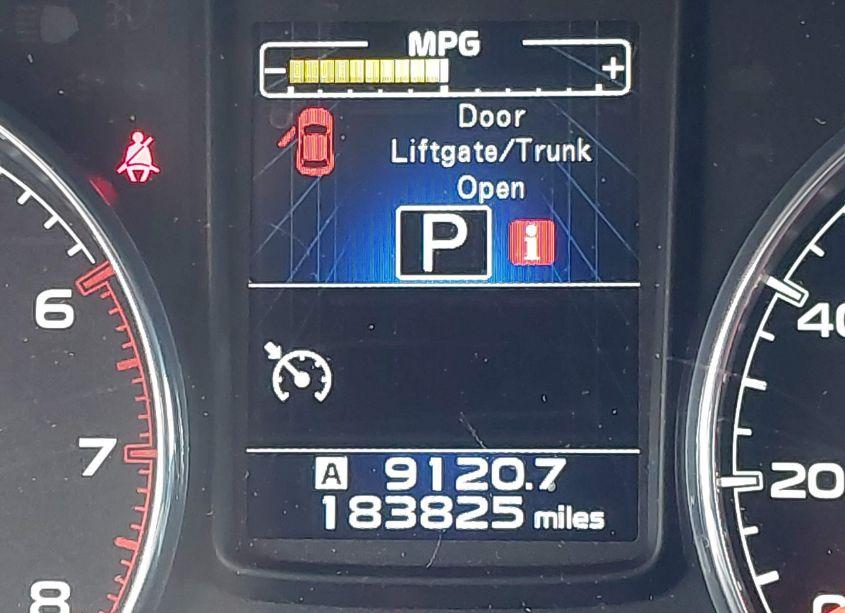 MPG
- +
Door
Liftgate/Trunk
Open
P i
6
40
7
A 9120.7
20
183825 miles
8